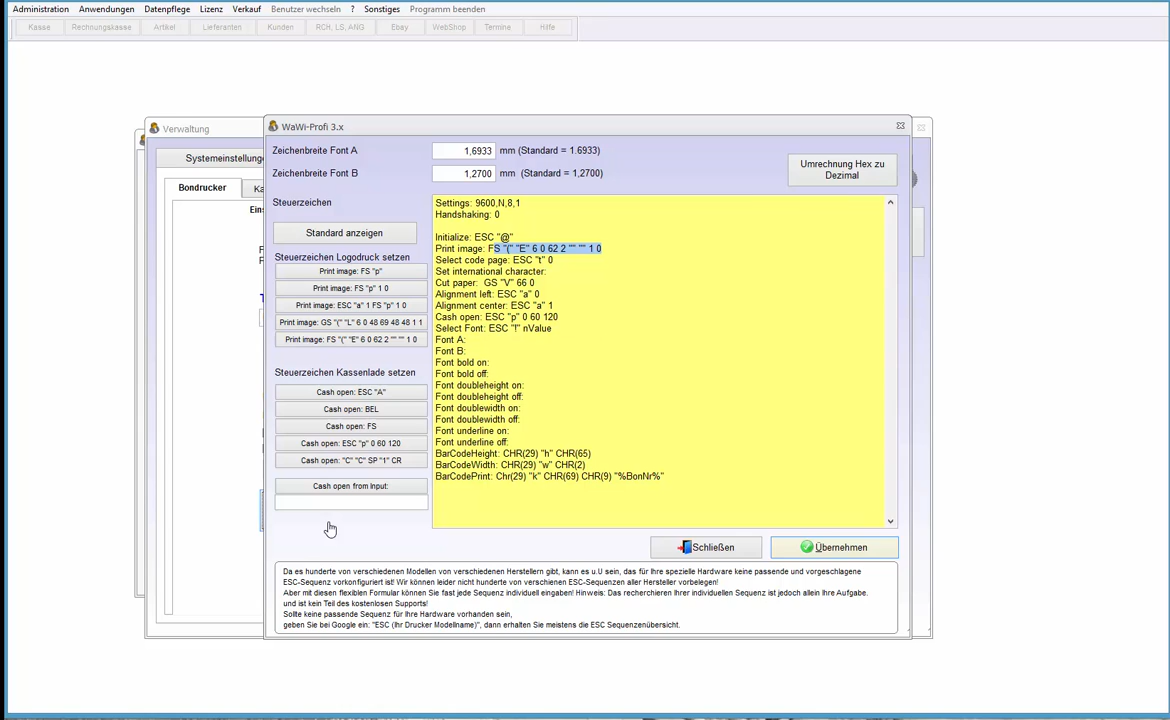 Administration Anwendungen Datenpflege Lizenz Verkauf Benutzer wechseln ? Sonstiges Programm beenden
Kasse Rechnungskasse Artikel Lieferanten Kunden RCH, LS, ANG Ebay WebShop Termine Hilfe
Verwaltung
WaWi-Profi 3.x
Systemeinstellung
Bondrucker
Zeichenbreite Font A 1,6933 mm (Standard = 1.6933)
Zeichenbreite Font B 1,2700 mm (Standard = 1,2700)
Umrechnung Hex zu
Dezimal
Steuerzeichen
Standard anzeigen
Steuerzeichen Logodruck setzen
Print image: FS "p"
Print image: FS "p" 1 0
Print image: ESC "a" 1 FS "p" 1 0
Print image: GS "(" "L" 6 0 48 69 48 48 1 1
Print image: FS "(" "E" 6 0 62 2 "" "" 1 0
Steuerzeichen Kassenlade setzen
Cash open: ESC "A"
Cash open: BEL
Cash open: FS
Cash open: ESC "p" 0 60 120
Cash open: "C" "C" SP "1" CR
Cash open from Input:
Settings: 9600,N,8,1
Handshaking: 0
Initialize: ESC "@"
Print image: FS "(" "E" 6 0 62 2 "" "" 1 0
Select code page: ESC "t" 0
Set international character:
Cut paper: GS "V" 66 0
Alignment left: ESC "a" 0
Alignment center: ESC "a" 1
Cash open: ESC "p" 0 60 120
Select Font: ESC "!" nValue
Font A:
Font B:
Font bold on:
Font bold off:
Font doubleheight on:
Font doubleheight off:
Font doublewidth on:
Font doublewidth off:
Font underline on:
Font underline off:
BarCodeHeight: CHR(29) "h" CHR(65)
BarCodeWidth: CHR(29) "w" CHR(2)
BarCodePrint: Chr(29) "k" CHR(69) CHR(9) "%BonNr%"
Schließen
Übernehmen
Da es hunderte von verschiedenen Modellen von verschiedenen Herstellern gibt, kann es u.U sein, das für Ihre spezielle Hardware keine passende und vorgeschlagene
ESC-Sequenz vorkonfiguriert ist! Wir können leider nicht hunderte von verschienen ESC-Sequenzen aller Hersteller vorbelegen!
Aber mit diesen flexiblen Formular können Sie fast jede Sequenz individuell eingeben! Hinweis: Das recherchieren Ihrer individuellen Sequenz ist jedoch allein Ihre Aufgabe.
und ist kein Teil des kostenlosen Supports!
Sollte keine passende Sequenz für Ihre Hardware vorhanden sein,
geben Sie bei Google ein: "ESC (Ihr Drucker Modellname)", dann erhalten Sie meistens die ESC Sequenzenübersicht.